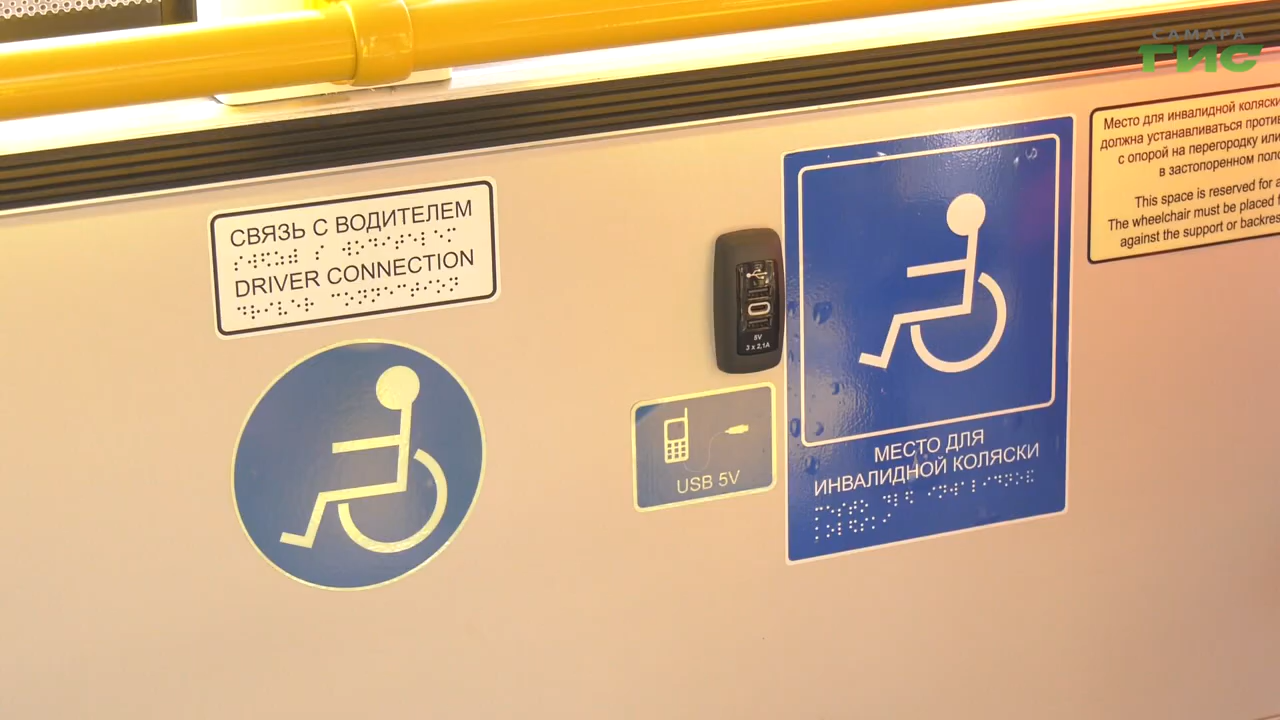 САМАРА
ГИС
СВЯЗЬ С ВОДИТЕЛЕМ
DRIVER CONNECTION
5V
3 x 2,1A
USB 5V
МЕСТО ДЛЯ
ИНВАЛИДНОЙ КОЛЯСКИ
Место для инвалидной коляски
должна устанавливаться против
с опорой на перегородку или
в застопоренном
This space is reserved for a
The wheelchair must be placed
against the support or